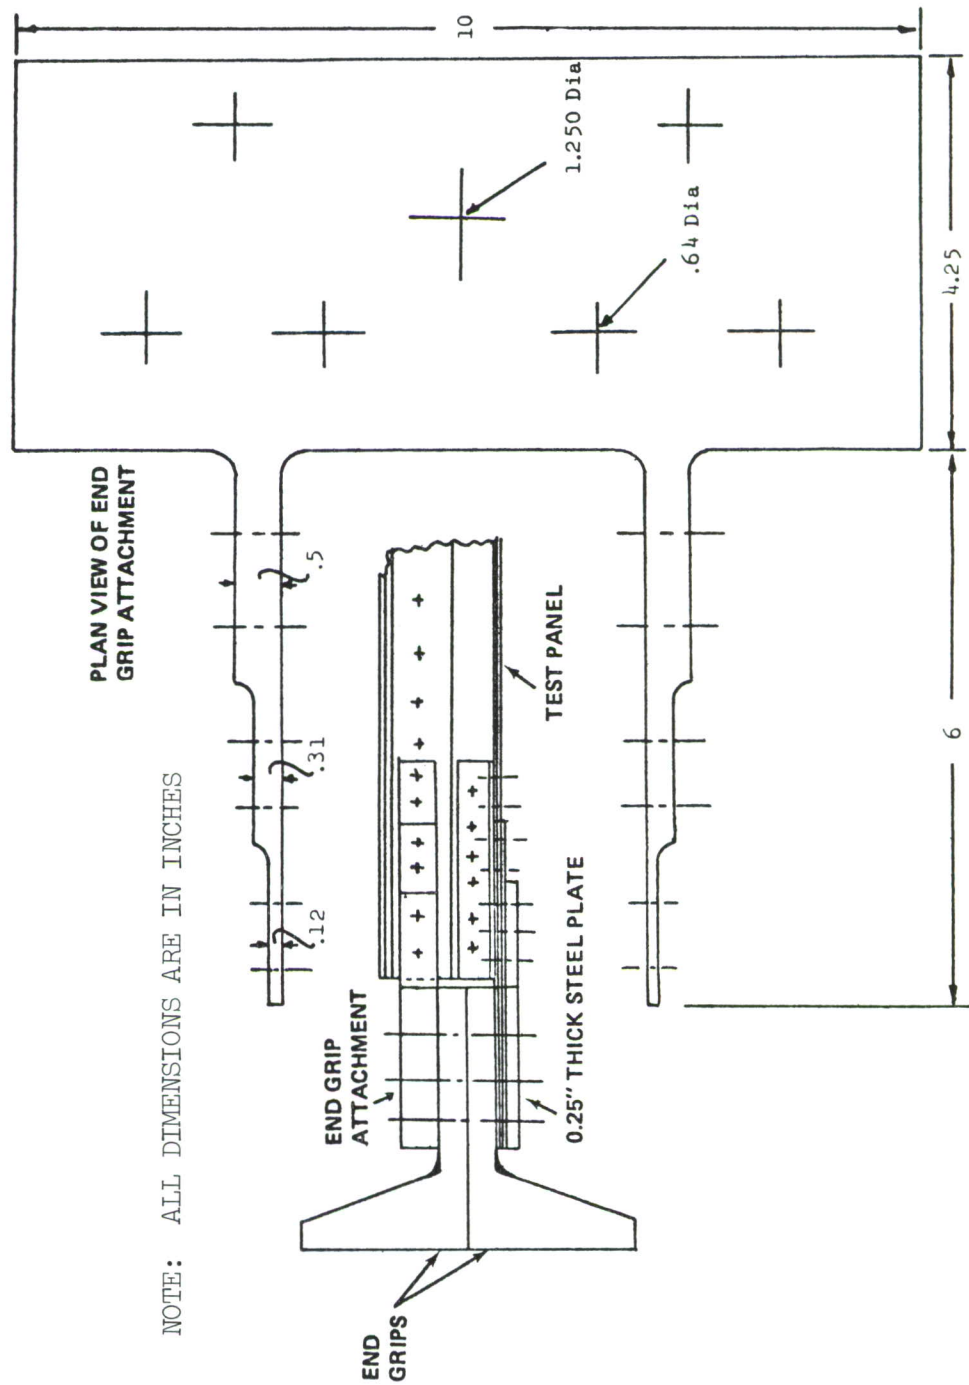 NOTE: ALL DIMENSIONS ARE IN INCHES
PLAN VIEW OF END
GRIP ATTACHMENT
.12
.31
.5
10
1.250 Dia
.64 Dia
4.25
6
END GRIP
ATTACHMENT
END
GRIPS
0.25" THICK STEEL PLATE
TEST PANEL